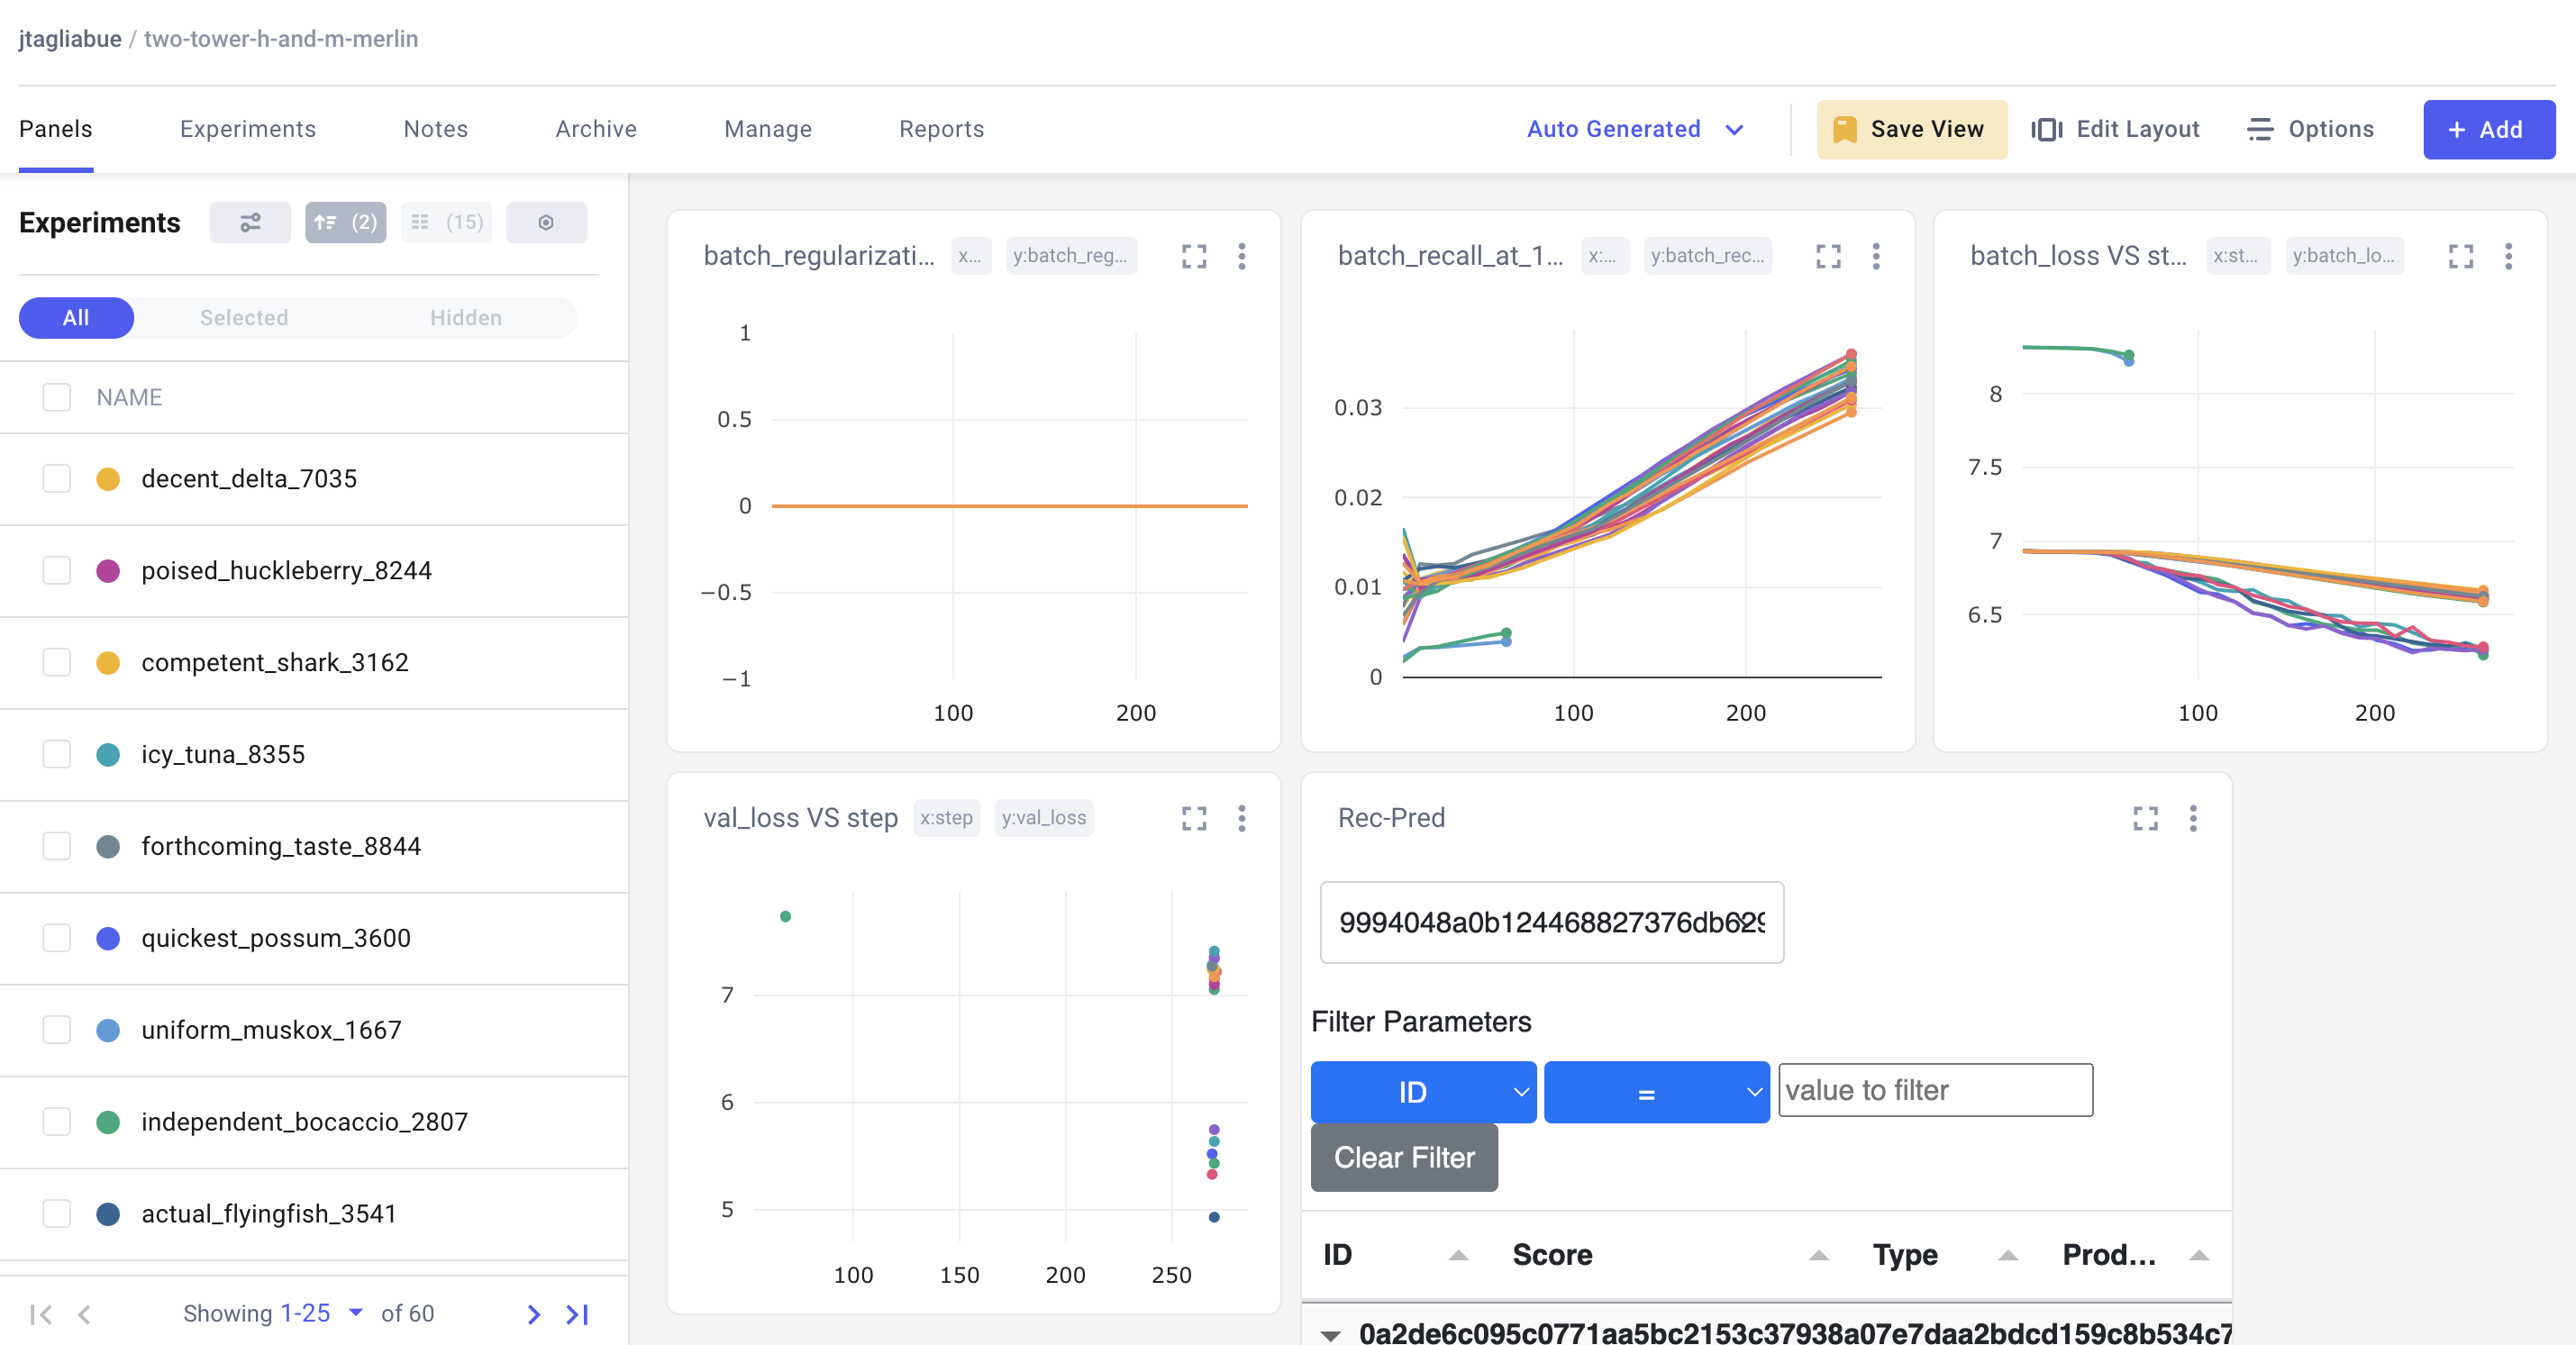 jtagliabue / two-tower-h-and-m-merlin
Panels Experiments Notes Archive Manage Reports Auto Generated Save View Edit Layout Options + Add
Experiments (2) (15)
All Selected Hidden
NAME
decent_delta_7035
poised_huckleberry_8244
competent_shark_3162
icy_tuna_8355
forthcoming_taste_8844
quickest_possum_3600
uniform_muskox_1667
independent_bocaccio_2807
actual_flyingfish_3541
Showing 1-25 of 60
batch_regularizati... x... y:batch_reg...
1
0.5
0
−0.5
−1
100 200
batch_recall_at_1... x:... y:batch_rec...
0.03
0.02
0.01
0
100 200
batch_loss VS st... x:st... y:batch_lo...
8
7.5
7
6.5
100 200
val_loss VS step x:step y:val_loss
7
6
5
100 150 200 250
Rec-Pred
9994048a0b124468827376db629
Filter Parameters
ID = value to filter
Clear Filter
ID Score Type Prod...
0a2de6c095c0771aa5bc2153c37938a07e7daa2bdcd159c8b534c7